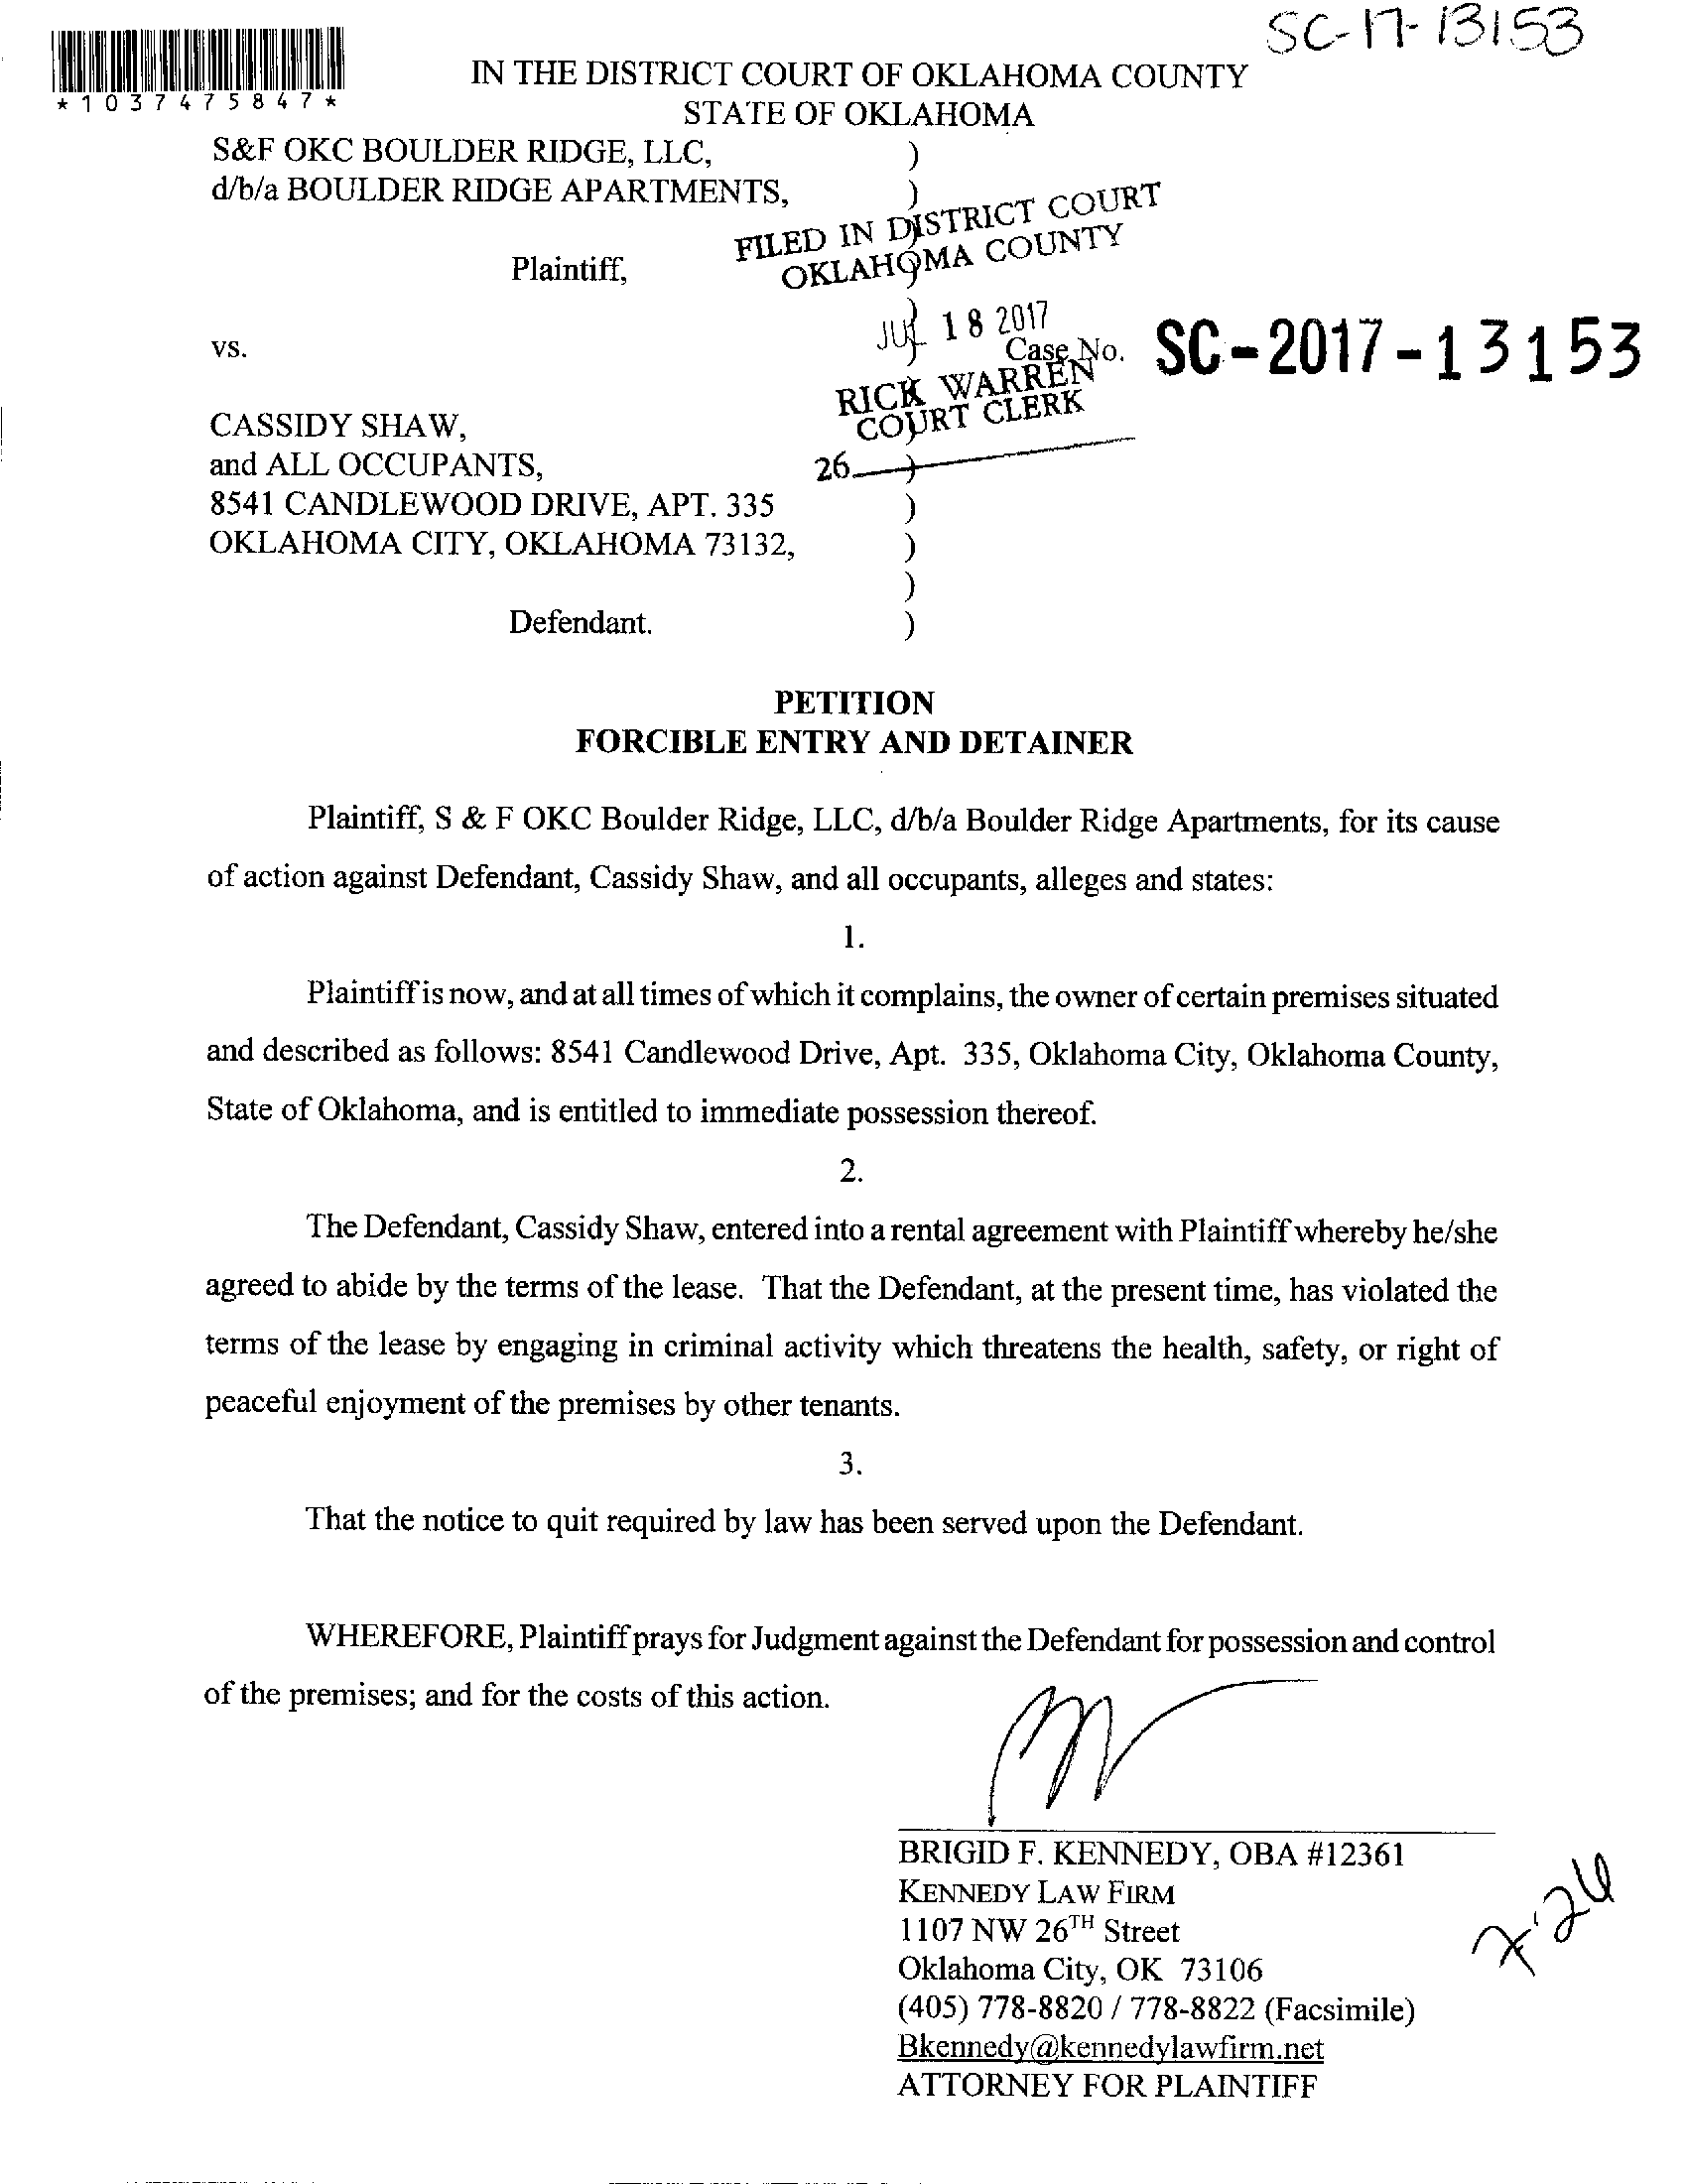 SC-17-13153
*1037475847*
IN THE DISTRICT COURT OF OKLAHOMA COUNTY
STATE OF OKLAHOMA
S&F OKC BOULDER RIDGE, LLC, )
d/b/a BOULDER RIDGE APARTMENTS, )
FILED IN DISTRICT COURT
OKLAHOMA COUNTY
Plaintiff, )
)
JUL 18 2017
vs. ) Case No. SC-2017-13153
RICK WARREN
COURT CLERK
CASSIDY SHAW, )
and ALL OCCUPANTS, 26 )
8541 CANDLEWOOD DRIVE, APT. 335 )
OKLAHOMA CITY, OKLAHOMA 73132, )
)
Defendant. )
PETITION
FORCIBLE ENTRY AND DETAINER
Plaintiff, S & F OKC Boulder Ridge, LLC, d/b/a Boulder Ridge Apartments, for its cause
of action against Defendant, Cassidy Shaw, and all occupants, alleges and states:
1.
Plaintiff is now, and at all times of which it complains, the owner of certain premises situated
and described as follows: 8541 Candlewood Drive, Apt. 335, Oklahoma City, Oklahoma County,
State of Oklahoma, and is entitled to immediate possession thereof.
2.
The Defendant, Cassidy Shaw, entered into a rental agreement with Plaintiff whereby he/she
agreed to abide by the terms of the lease. That the Defendant, at the present time, has violated the
terms of the lease by engaging in criminal activity which threatens the health, safety, or right of
peaceful enjoyment of the premises by other tenants.
3.
That the notice to quit required by law has been served upon the Defendant.
WHEREFORE, Plaintiff prays for Judgment against the Defendant for possession and control
of the premises; and for the costs of this action.
BRIGID F. KENNEDY, OBA #12361
KENNEDY LAW FIRM
1107 NW 26TH Street
Oklahoma City, OK 73106
(405) 778-8820 / 778-8822 (Facsimile)
Bkennedy@kennedylawfirm.net
ATTORNEY FOR PLAINTIFF
7.26